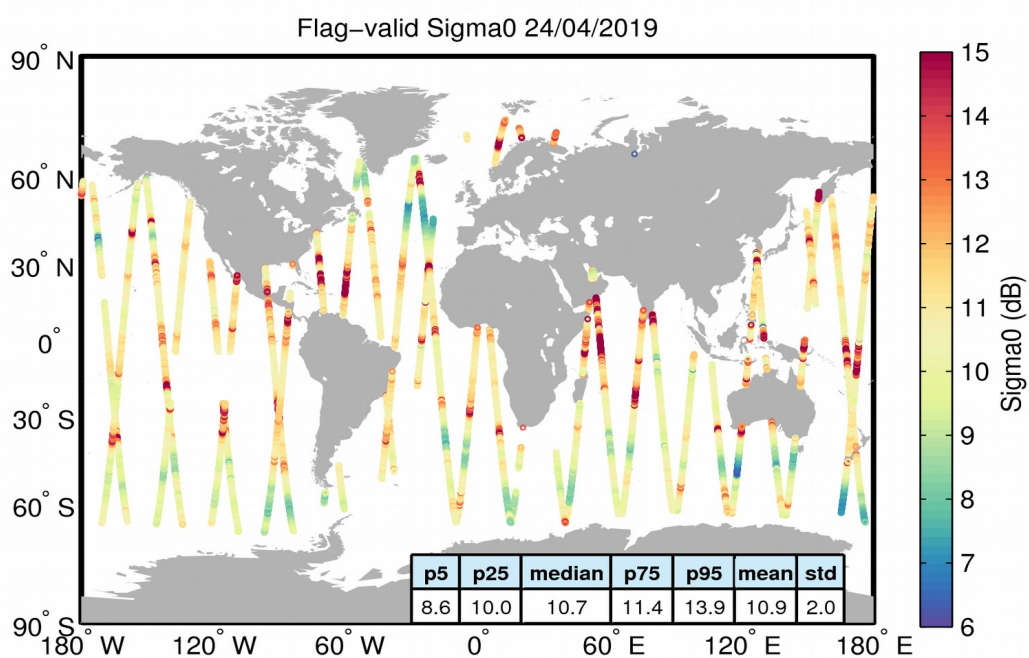 Flag−valid Sigma0 24/04/2019
90° N
60° N
30° N
0°
30° S
60° S
90° S
180° W
120° W
60° W
0°
60° E
120° E
180° E
15
14
13
12
11
10
9
8
7
6
Sigma0 (dB)
p5 p25 median p75 p95 mean std
8.6 10.0 10.7 11.4 13.9 10.9 2.0